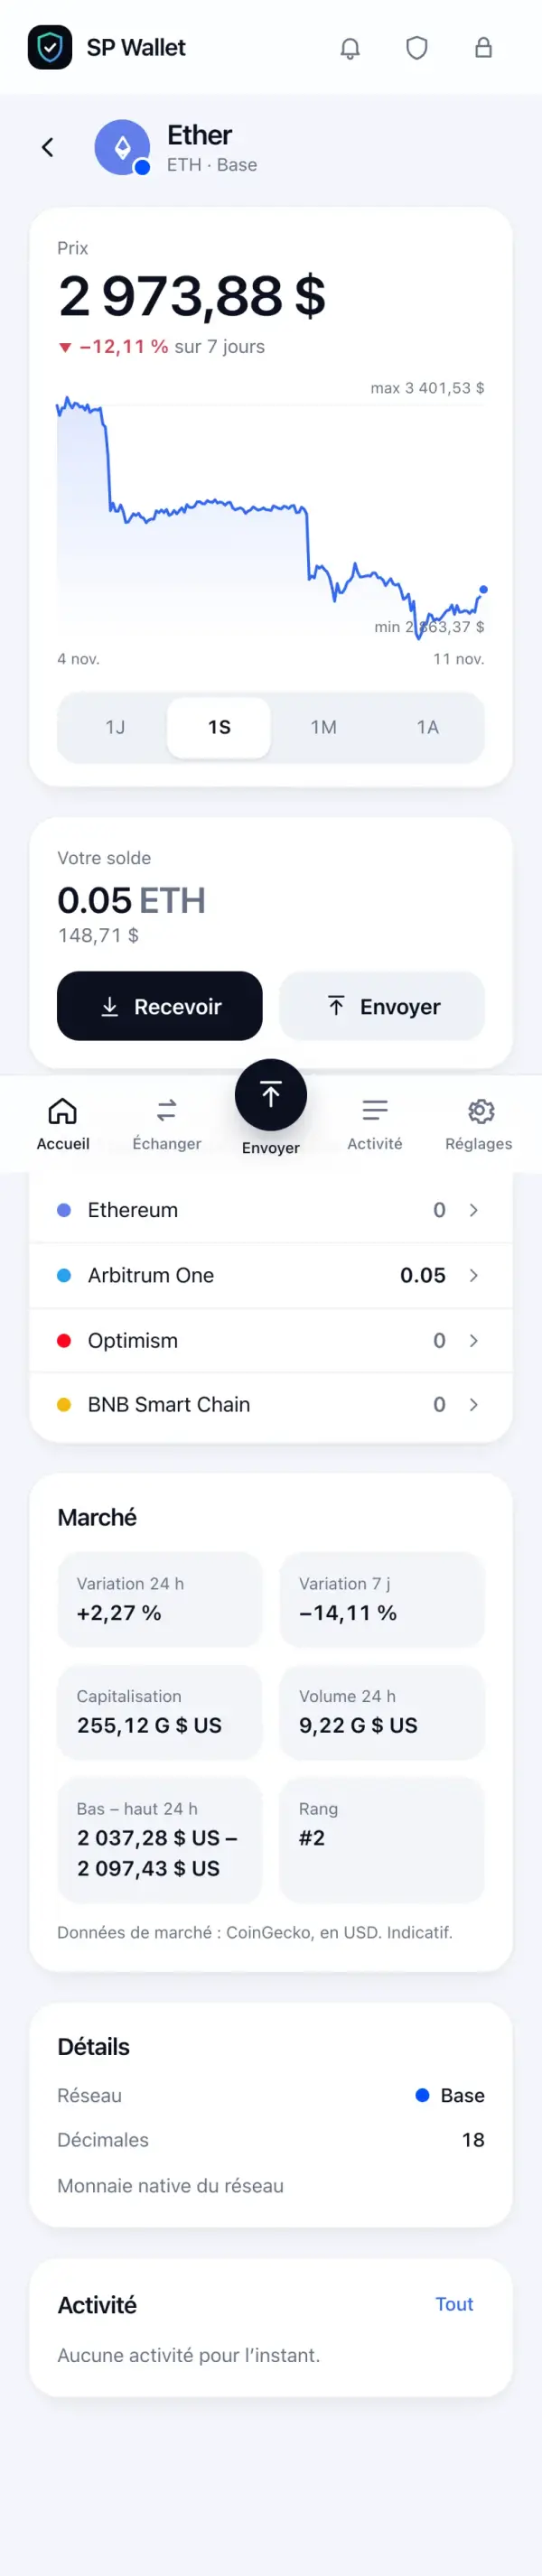 SP Wallet
Ether
ETH · Base
Prix
2 973,88 $
▼ −12,11 % sur 7 jours
max 3 401,53 $
min 2 863,37 $
4 nov.
11 nov.
1J
1S
1M
1A
Votre solde
0.05 ETH
148,71 $
Recevoir
Envoyer
Accueil
Échanger
Envoyer
Activité
Réglages
Ethereum 0
Arbitrum One 0.05
Optimism 0
BNB Smart Chain 0
Marché
Variation 24 h
+2,27 %
Variation 7 j
−14,11 %
Capitalisation
255,12 G $ US
Volume 24 h
9,22 G $ US
Bas – haut 24 h
2 037,28 $ US –
2 097,43 $ US
Rang
#2
Données de marché : CoinGecko, en USD. Indicatif.
Détails
Réseau
Base
Décimales
18
Monnaie native du réseau
Activité
Tout
Aucune activité pour l’instant.